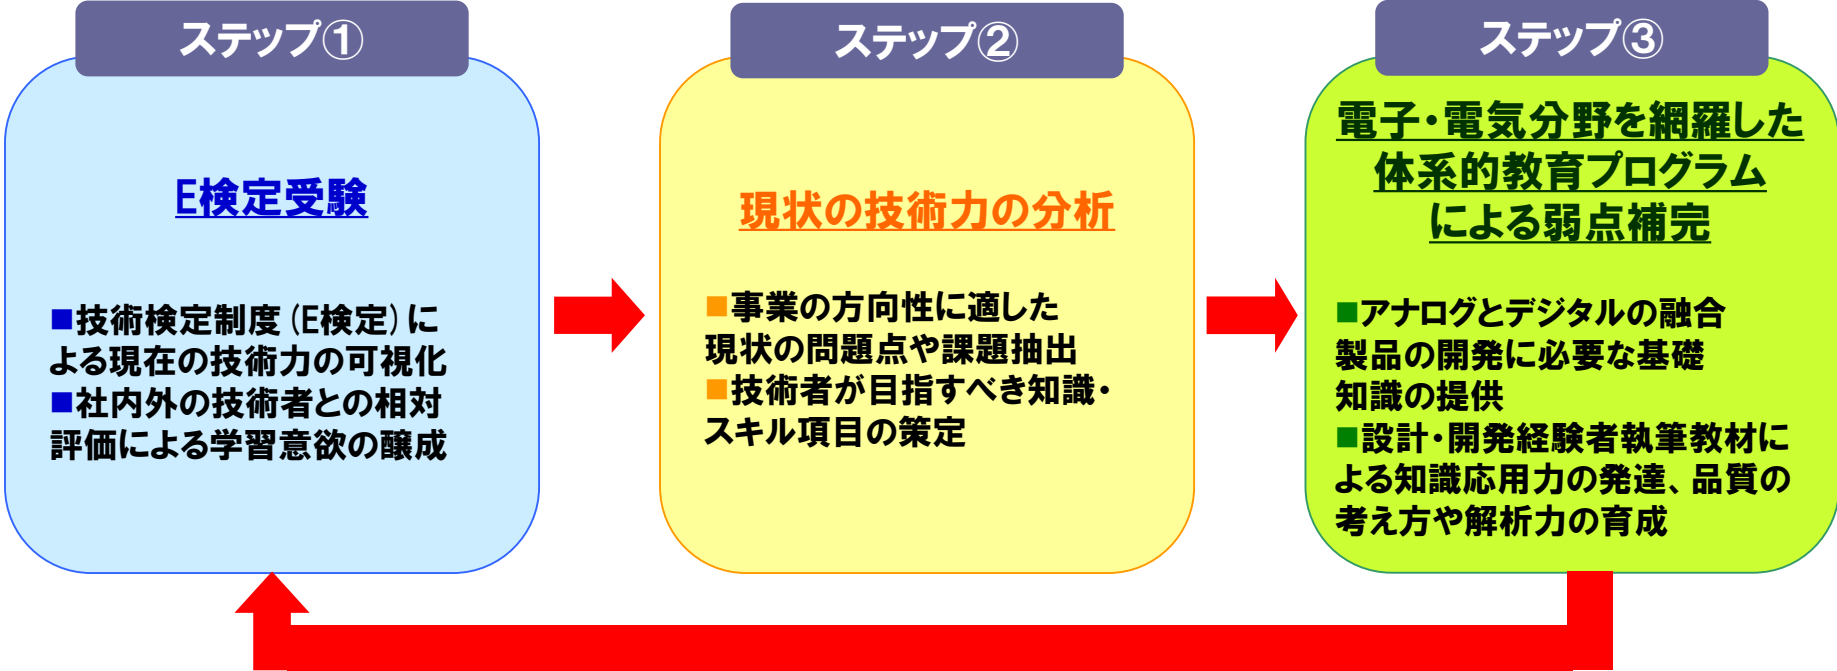 ステップ①
E検定受験
■技術検定制度(E検定)に
よる現在の技術力の可視化
■社内外の技術者との相対
評価による学習意欲の醸成
ステップ②
現状の技術力の分析
■事業の方向性に適した
現状の問題点や課題抽出
■技術者が目指すべき知識・
スキル項目の策定
ステップ③
電子・電気分野を網羅した
体系的教育プログラム
による弱点補完
■アナログとデジタルの融合
製品の開発に必要な基礎
知識の提供
■設計・開発経験者執筆教材に
よる知識応用力の発達、品質の
考え方や解析力の育成